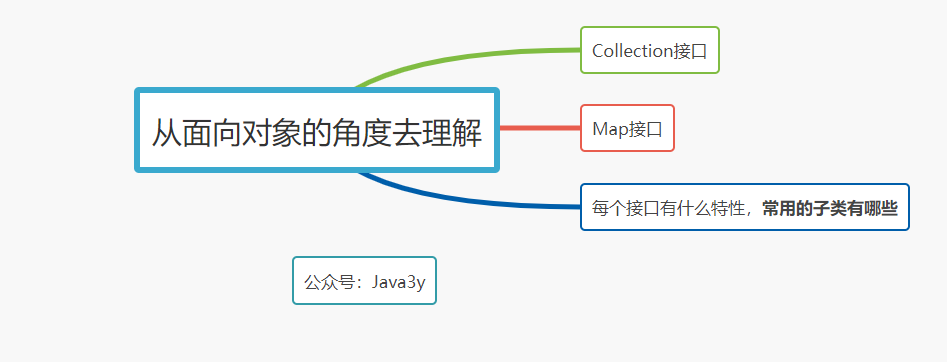 Collection接口
从面向对象的角度去理解
Map接口
每个接口有什么特性，常用的子类有哪些
公众号：Java3y